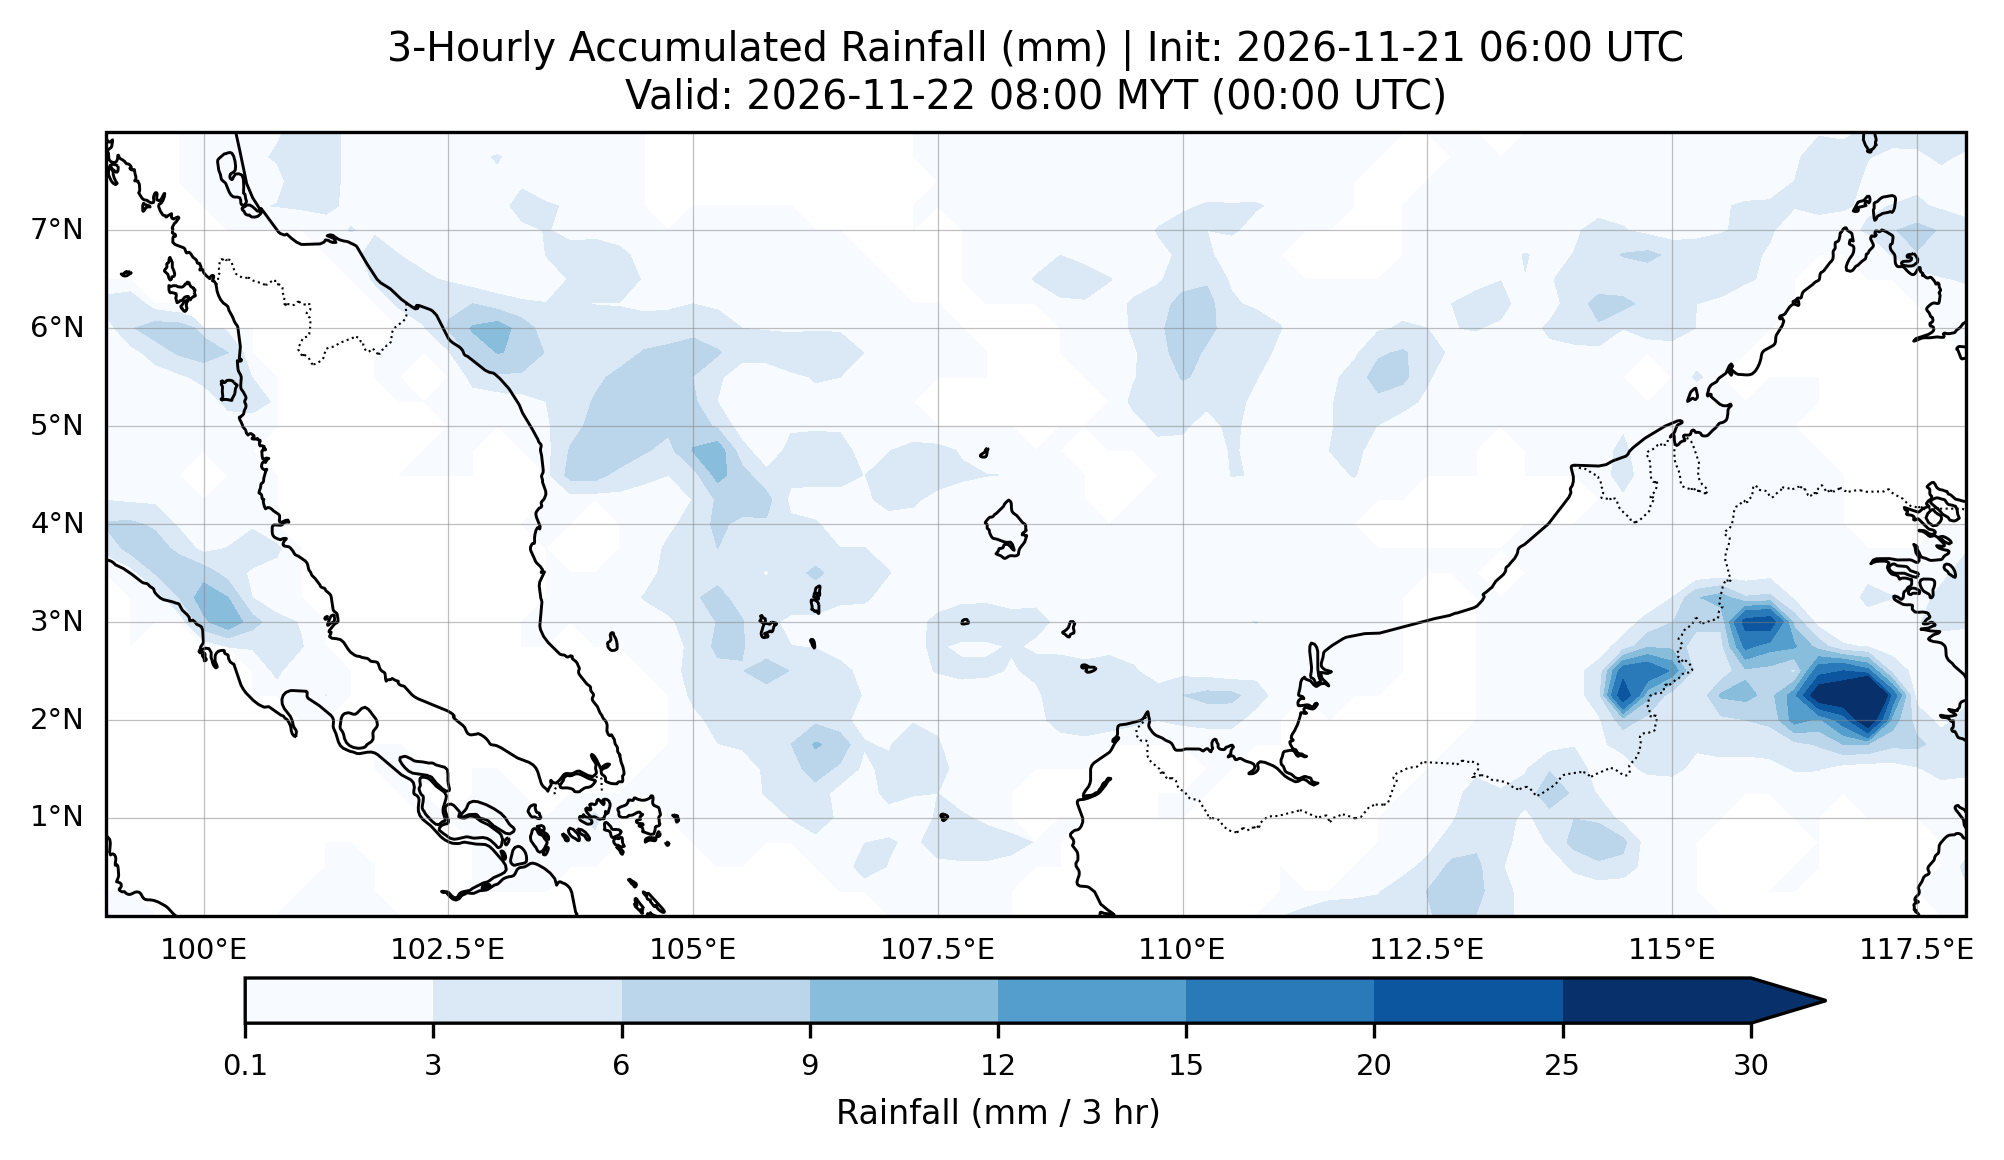 3-Hourly Accumulated Rainfall (mm) | Init: 2026-11-21 06:00 UTC
Valid: 2026-11-22 08:00 MYT (00:00 UTC)
7°N
6°N
5°N
4°N
3°N
2°N
1°N
100°E 102.5°E 105°E 107.5°E 110°E 112.5°E 115°E 117.5°E
0.1 3 6 9 12 15 20 25 30
Rainfall (mm / 3 hr)